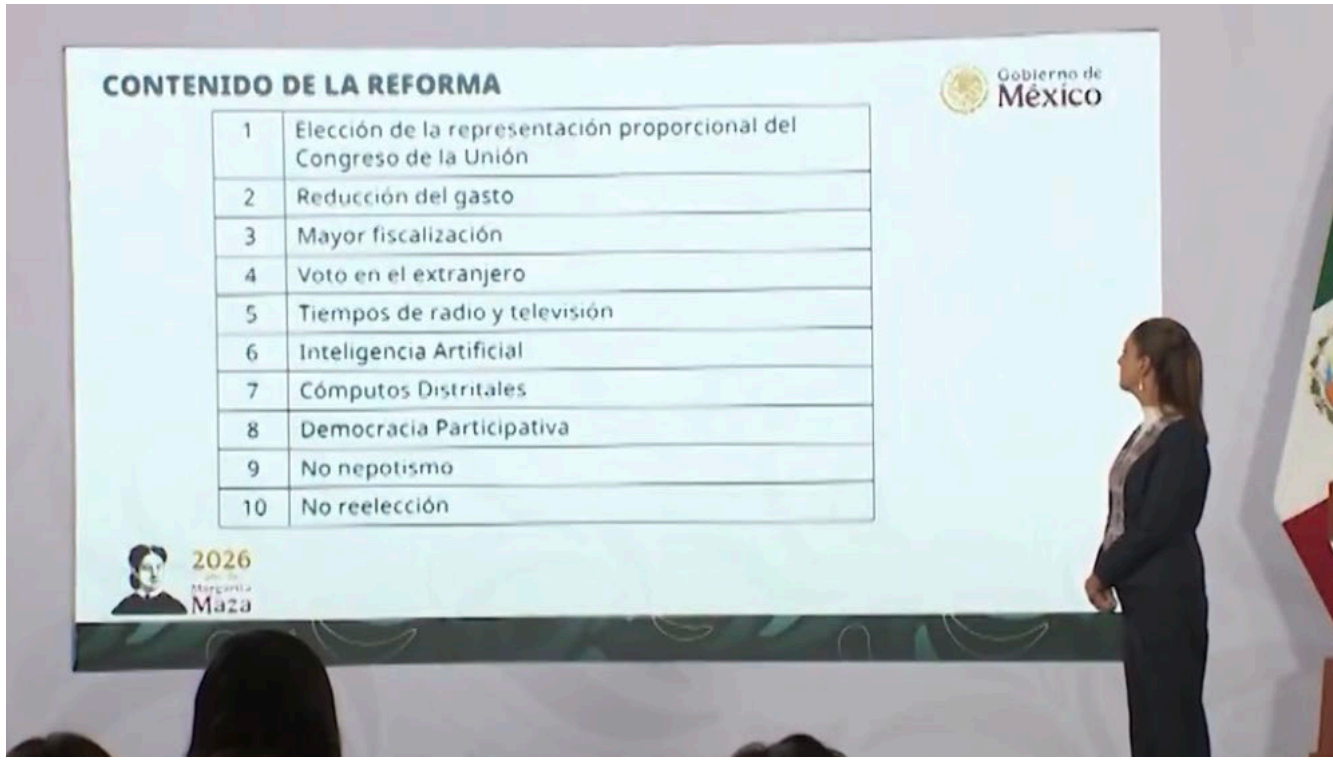 CONTENIDO DE LA REFORMA
Gobierno de
México
1 Elección de la representación proporcional del
Congreso de la Unión
2 Reducción del gasto
3 Mayor fiscalización
4 Voto en el extranjero
5 Tiempos de radio y televisión
6 Inteligencia Artificial
7 Cómputos Distritales
8 Democracia Participativa
9 No nepotismo
10 No reelección
2026
Margarita
Maza